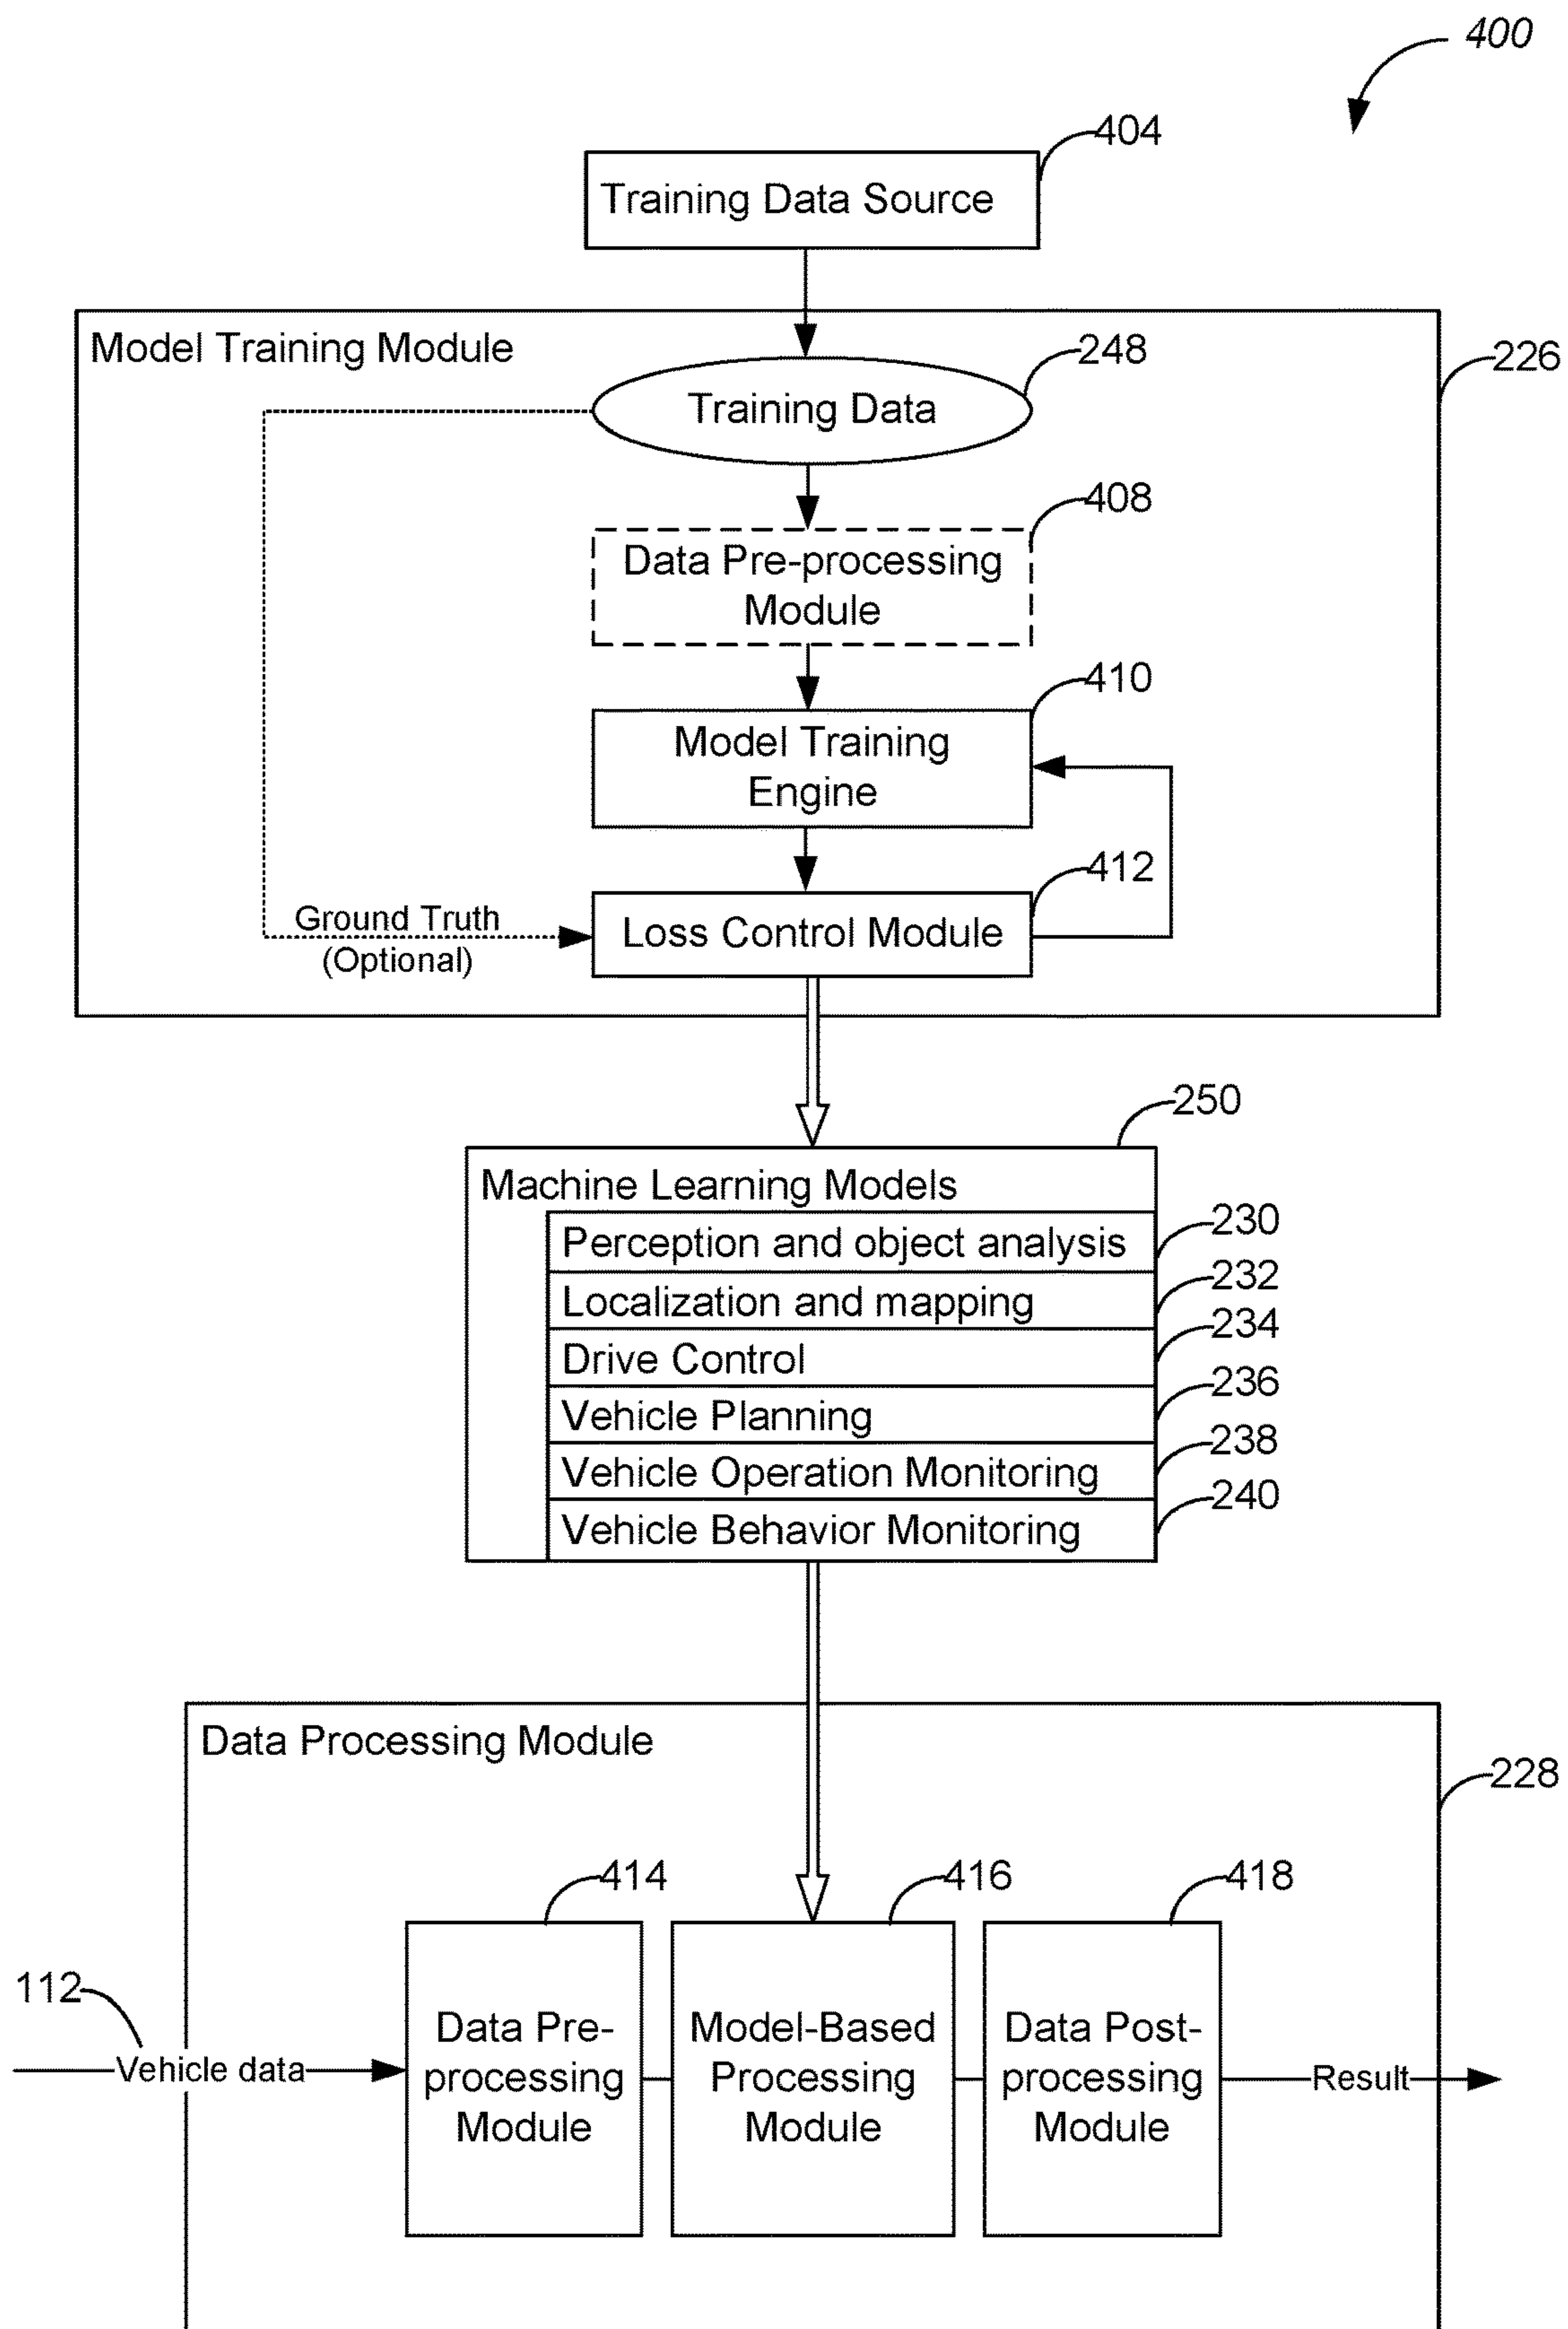 400
404
Training Data Source
Model Training Module
248
226
Training Data
408
Data Pre-processing
Module
410
Model Training
Engine
412
Ground Truth
(Optional)
Loss Control Module
250
Machine Learning Models
230
Perception and object analysis
232
Localization and mapping
234
Drive Control
236
Vehicle Planning
238
Vehicle Operation Monitoring
240
Vehicle Behavior Monitoring
Data Processing Module
228
414
416
418
112
Vehicle data
Data Pre-
processing
Module
Model-Based
Processing
Module
Data Post-
processing
Module
Result